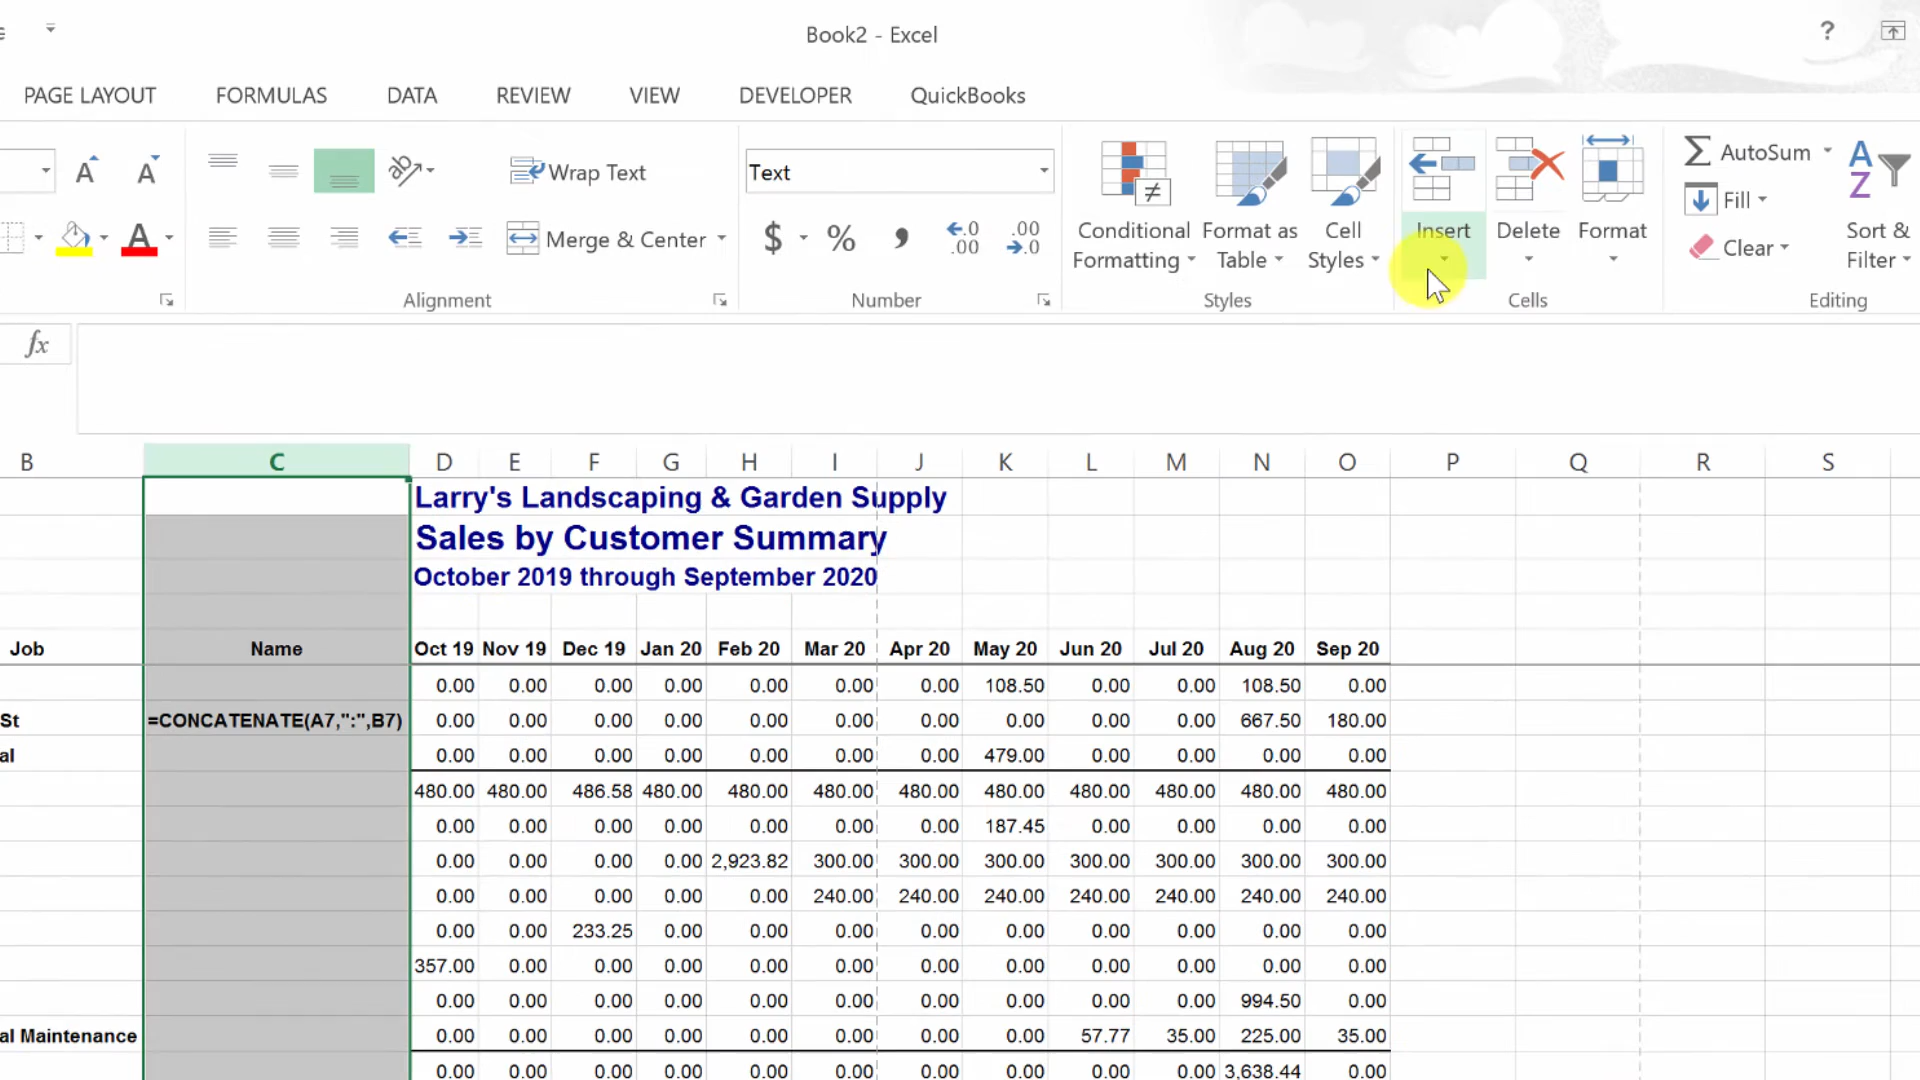 Book2 - Excel ?
PAGE LAYOUT FORMULAS DATA REVIEW VIEW DEVELOPER QuickBooks
A A Wrap Text Text AutoSum
A Merge & Center $ % , .0 .00 .00 .0 Conditional Formatting Format as Table Cell Styles Insert Delete Format Fill Clear Sort & Filter
Alignment Number Styles Cells Editing
fx
B C D E F G H I J K L M N O P Q R S
Larry's Landscaping & Garden Supply
Sales by Customer Summary
October 2019 through September 2020
Job Name Oct 19 Nov 19 Dec 19 Jan 20 Feb 20 Mar 20 Apr 20 May 20 Jun 20 Jul 20 Aug 20 Sep 20
0.00 0.00 0.00 0.00 0.00 0.00 0.00 108.50 0.00 0.00 108.50 0.00
St =CONCATENATE(A7,":",B7) 0.00 0.00 0.00 0.00 0.00 0.00 0.00 0.00 0.00 0.00 667.50 180.00
al 0.00 0.00 0.00 0.00 0.00 0.00 0.00 479.00 0.00 0.00 0.00 0.00
480.00 480.00 486.58 480.00 480.00 480.00 480.00 480.00 480.00 480.00 480.00 480.00
0.00 0.00 0.00 0.00 0.00 0.00 0.00 187.45 0.00 0.00 0.00 0.00
0.00 0.00 0.00 0.00 2,923.82 300.00 300.00 300.00 300.00 300.00 300.00 300.00
0.00 0.00 0.00 0.00 0.00 240.00 240.00 240.00 240.00 240.00 240.00 240.00
0.00 0.00 233.25 0.00 0.00 0.00 0.00 0.00 0.00 0.00 0.00 0.00
357.00 0.00 0.00 0.00 0.00 0.00 0.00 0.00 0.00 0.00 0.00 0.00
0.00 0.00 0.00 0.00 0.00 0.00 0.00 0.00 0.00 0.00 994.50 0.00
al Maintenance 0.00 0.00 0.00 0.00 0.00 0.00 0.00 0.00 57.77 35.00 225.00 35.00
0.00 0.00 0.00 0.00 0.00 0.00 0.00 0.00 0.00 0.00 3,638.44 0.00